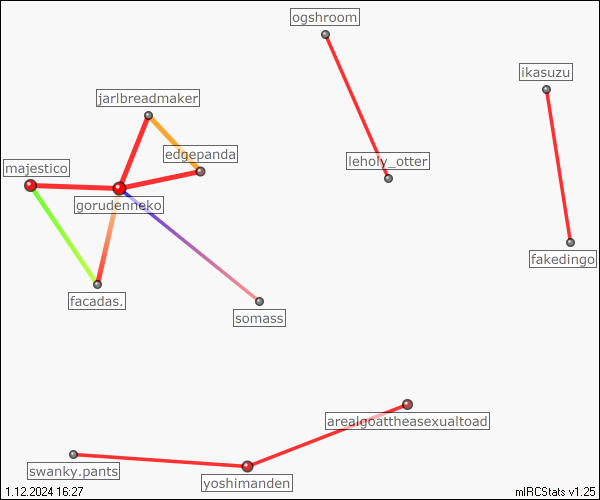 ogshroom
ikasuzu
jarlbreadmaker
edgepanda
leholy_otter
majestico
gorudenneko
fakedingo
facadas.
somass
arealgoattheasexualtoad
swanky.pants
yoshimanden
1.12.2024 16:27
mIRCStats v1.25